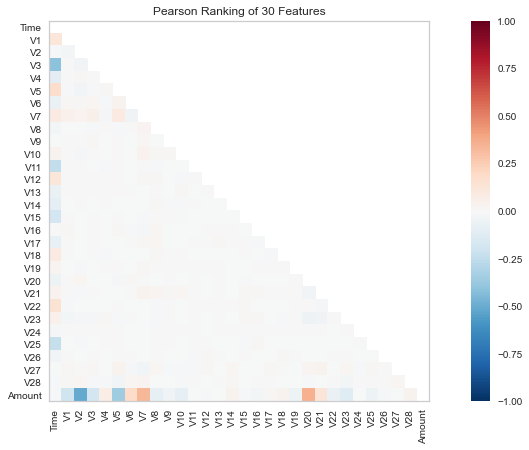 Pearson Ranking of 30 Features
Time
V1
V2
V3
V4
V5
V6
V7
V8
V9
V10
V11
V12
V13
V14
V15
V16
V17
V18
V19
V20
V21
V22
V23
V24
V25
V26
V27
V28
Amount
Time
V1
V2
V3
V4
V5
V6
V7
V8
V9
V10
V11
V12
V13
V14
V15
V16
V17
V18
V19
V20
V21
V22
V23
V24
V25
V26
V27
V28
Amount
1.00
0.75
0.50
0.25
0.00
−0.25
−0.50
−0.75
−1.00